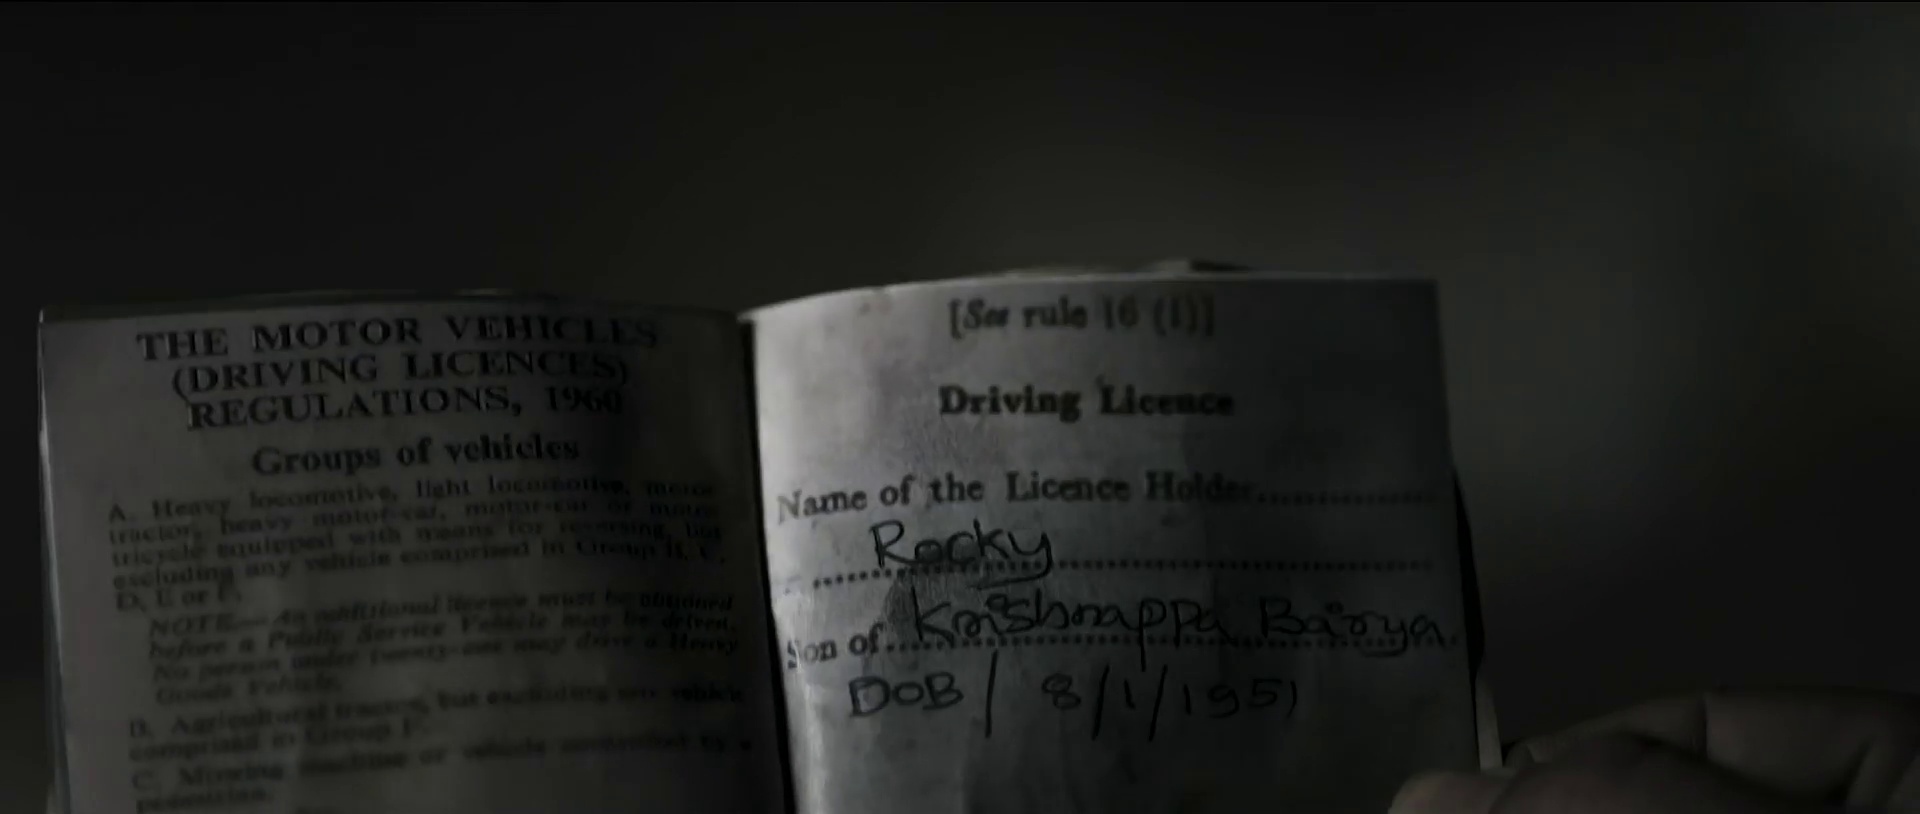 THE MOTOR VEHICLES
(DRIVING LICENCES)
REGULATIONS, 1960
Groups of vehicles
A. Heavy locomotive, light locomotive, motor
tractor, heavy motor-car, motor-car or motor
tricycle equipped with means for reversing, but
excluding any vehicle comprised in Group B, C,
D, E or F.
NOTE—An additional licence must be obtained
before a Public Service Vehicle may be driven.
No person under twenty-one may drive a Heavy
Goods Vehicle.
B. Agricultural tractor, but excluding any vehicle
comprised in Group F.
C. Mowing machine or vehicle controlled by a
pedestrian.
[See rule 16 (1)]
Driving Licence
Name of the Licence Holder
Rocky
Son of Krishnappa Bairya.
DOB / 8/1/1951